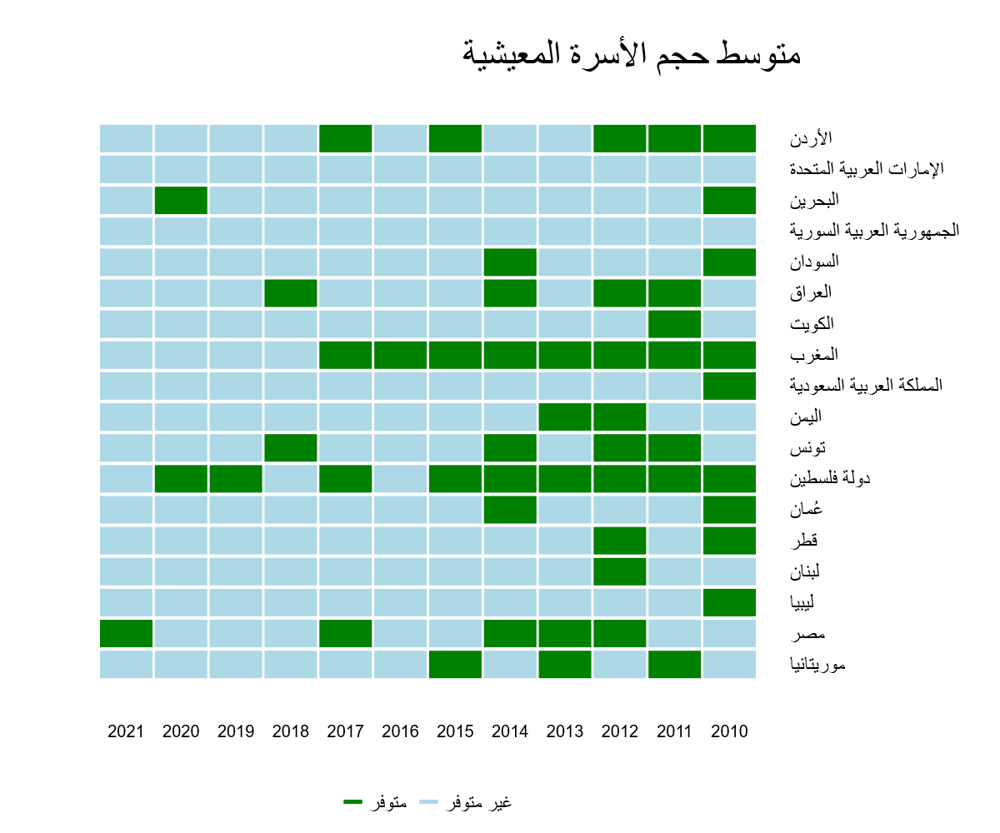 متوسط حجم الأسرة المعيشية
الأردن
الإمارات العربية المتحدة
البحرين
الجمهورية العربية السورية
السودان
العراق
الكويت
المغرب
المملكة العربية السعودية
اليمن
تونس
دولة فلسطين
عُمان
قطر
لبنان
ليبيا
مصر
موريتانيا
2021 2020 2019 2018 2017 2016 2015 2014 2013 2012 2011 2010
متوفر غير متوفر